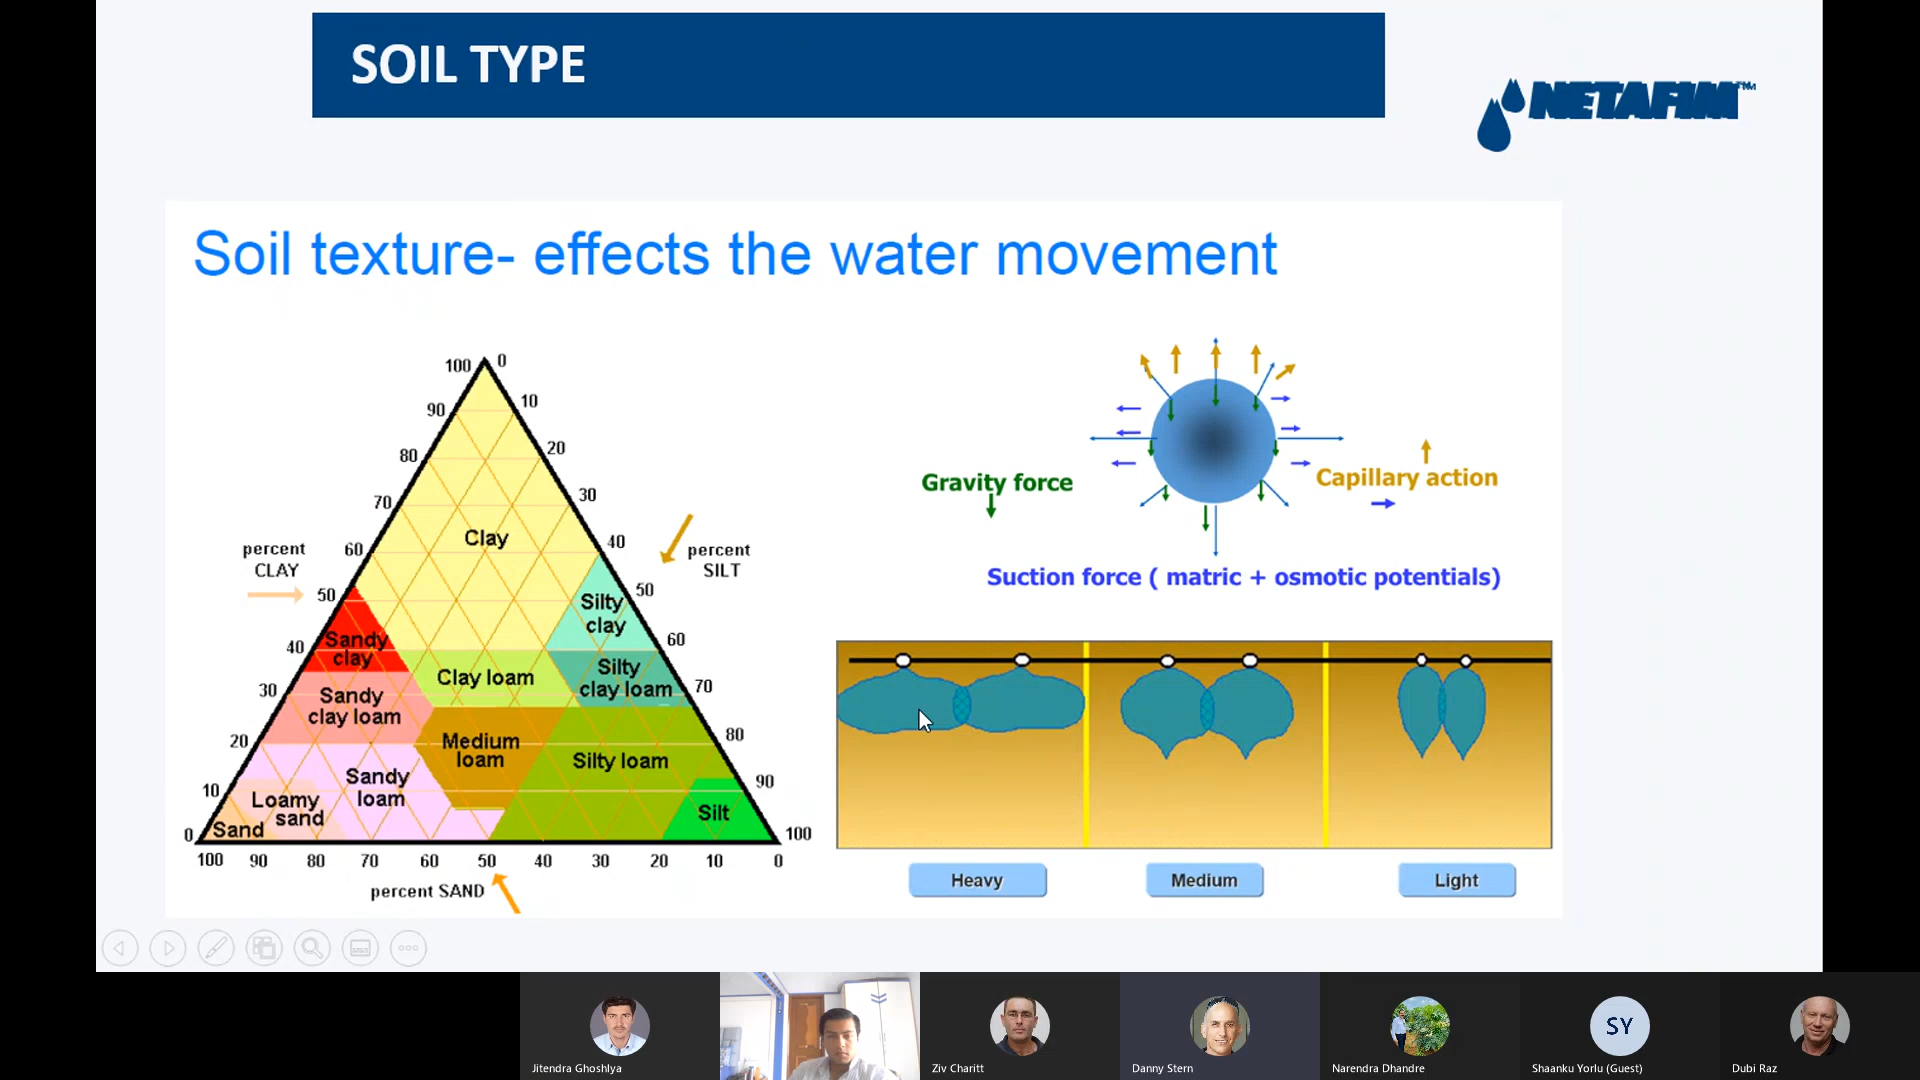 SOIL TYPE
NETAFIM™
Soil texture- effects the water movement
100
0
90
10
80
20
70
30
60
40
50
50
40
60
30
70
20
80
10
90
0
100
percent
CLAY
percent
SILT
Clay
Silty
clay
Sandy
clay
Clay loam
Silty
clay loam
Sandy
clay loam
Medium
loam
Silty loam
Sandy
loam
Loamy
sand
Sand
Silt
100 90 80 70 60 50 40 30 20 10 0
percent SAND
Gravity force
Capillary action
Suction force ( matric + osmotic potentials)
Heavy
Medium
Light
SY
Jitendra Ghoshlya
Ziv Charitt
Danny Stern
Narendra Dhandre
Shaanku Yorlu (Guest)
Dubi Raz